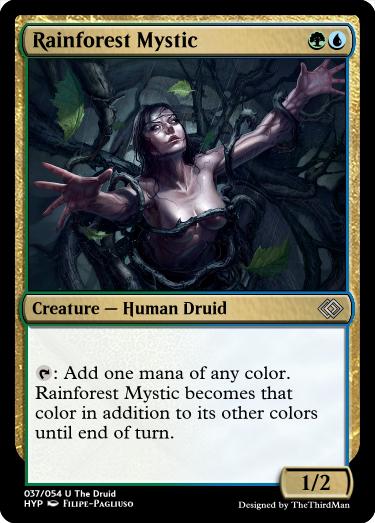 Rainforest Mystic
Creature — Human Druid
: Add one mana of any color.
Rainforest Mystic becomes that
color in addition to its other colors
until end of turn.
1/2
037/054 U The Druid
HYP Filipe-Pagliuso
Designed by TheThirdMan